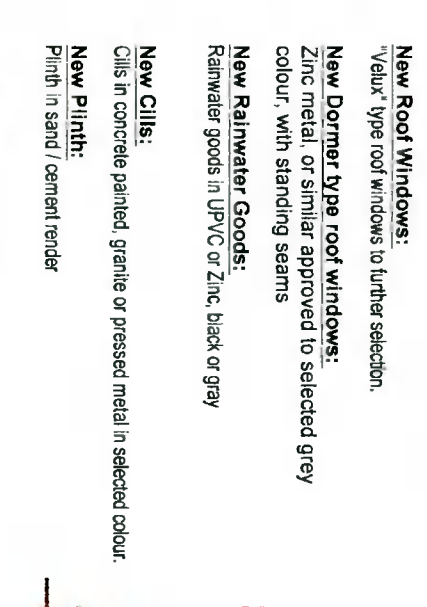 New Roof Windows:
"Velux" type roof windows to further selection.
New Dormer type roof windows:
Zinc metal, or similar approved to selected grey
colour, with standing seams
New Rainwater Goods:
Rainwater goods in UPVC or Zinc, black or gray
New Cills:
Cills in concrete painted, granite or pressed metal in selected colour.
New Plinth:
Plinth in sand / cement render